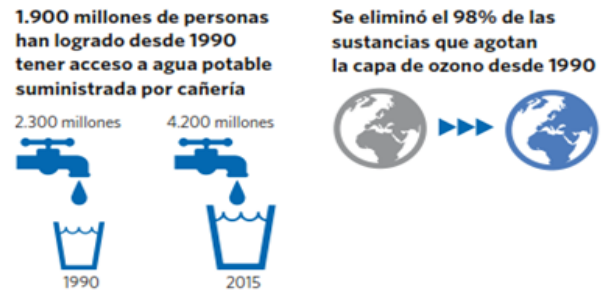 1.900 millones de personas
han logrado desde 1990
tener acceso a agua potable
suministrada por cañería
2.300 millones
4.200 millones
1990
2015
Se eliminó el 98% de las
sustancias que agotan
la capa de ozono desde 1990